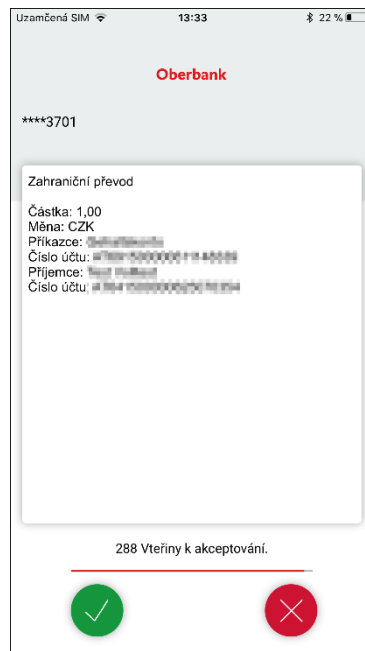 Uzamčená SIM 13:33 22 %
Oberbank
****3701
Zahraniční převod
Částka: 1,00
Měna: CZK
Příkazce:
Číslo účtu:
Příjemce:
Číslo účtu:
288 Vteřiny k akceptování.